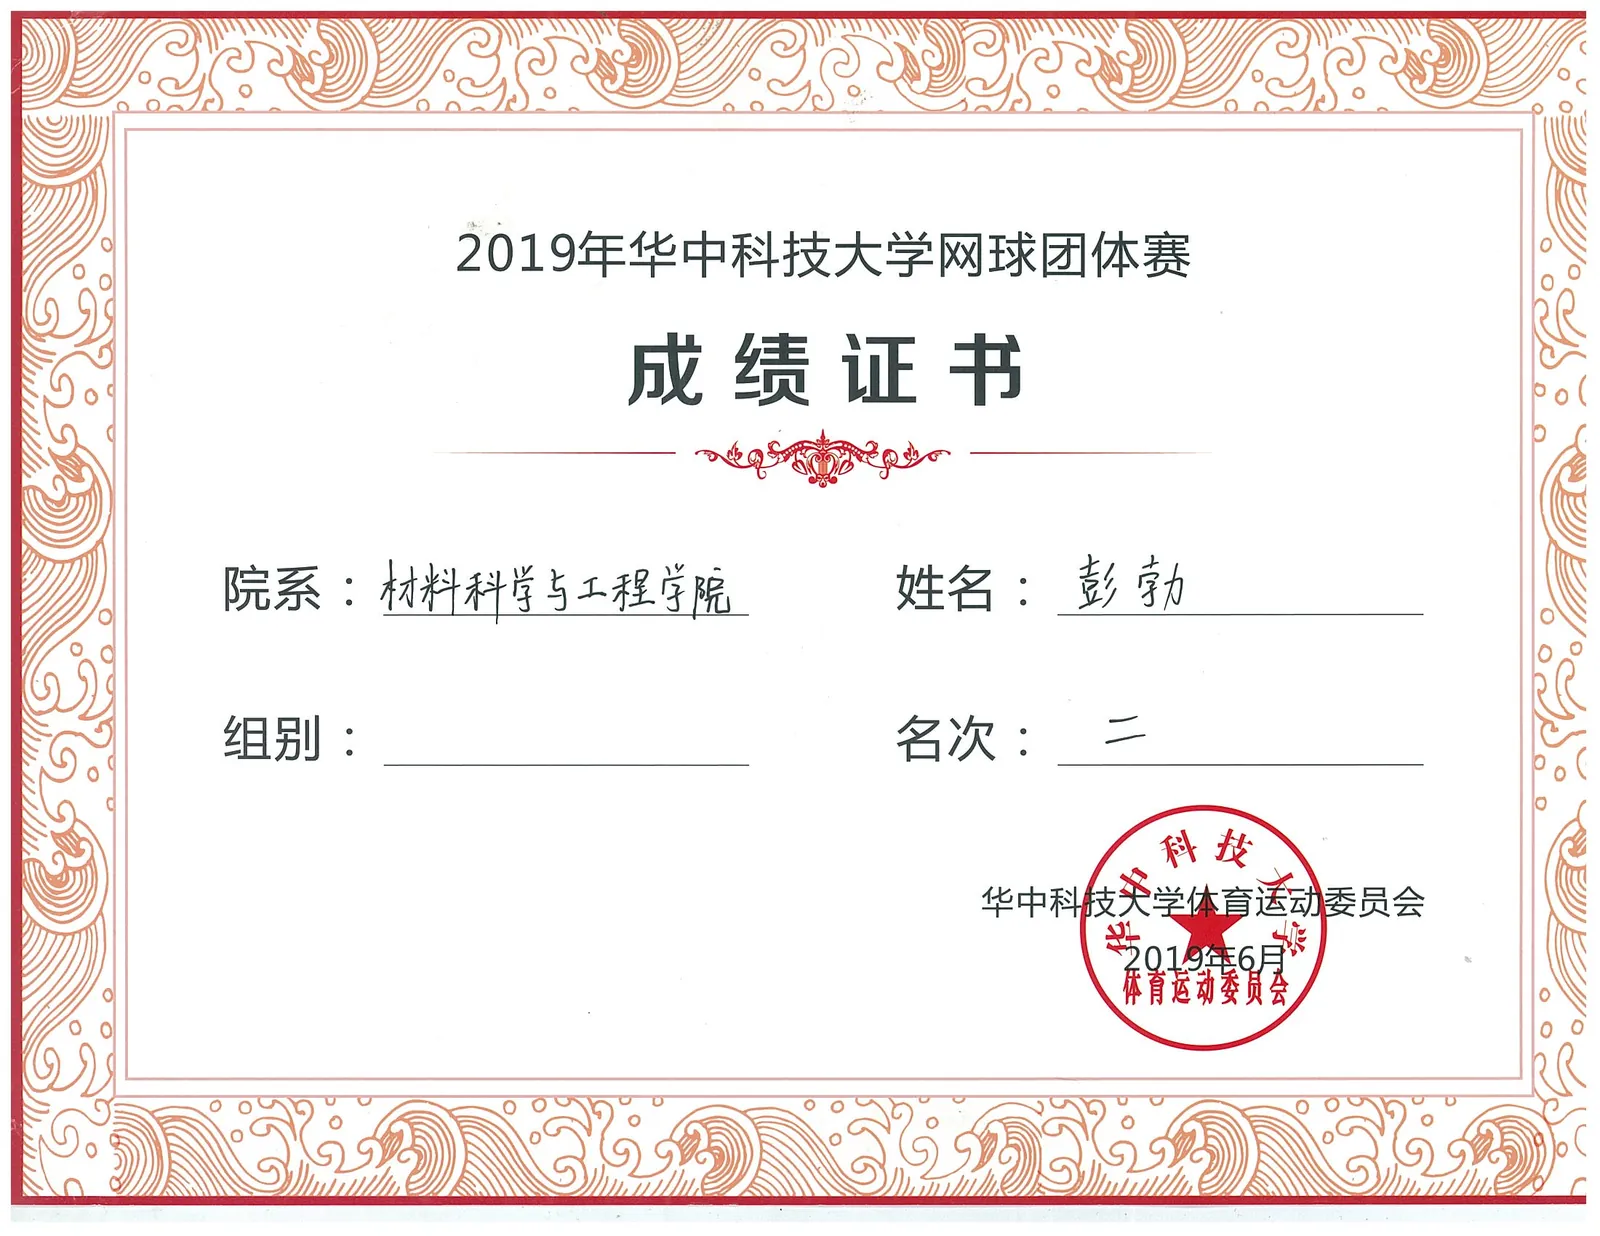 2019年华中科技大学网球团体赛
成绩证书
院系：材料科学与工程学院 姓名：彭勃
组别： 名次：二
华中科技大学
华中科技大学体育运动委员会
2019年6月
体育运动委员会